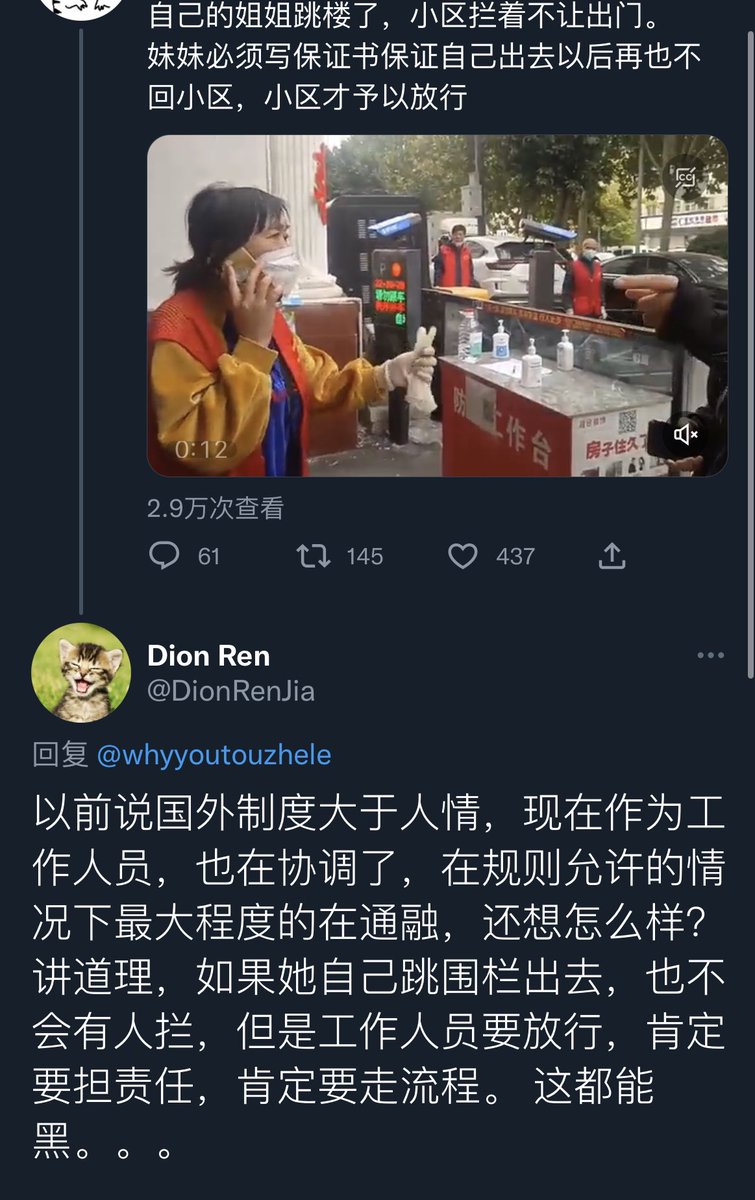 自己的姐姐跳楼了，小区拦着不让出门。
妹妹必须写保证书保证自己出去以后再也不
回小区，小区才予以放行
P
防
工作台
房子住久了
0:12
2.9万次查看
61
145
437
Dion Ren
@DionRenJia
回复 @whyyoutouzhele
以前说国外制度大于人情，现在作为工
作人员，也在协调了，在规则允许的情
况下最大程度的在通融，还想怎么样？
讲道理，如果她自己跳围栏出去，也不
会有人拦，但是工作人员要放行，肯定
要担责任，肯定要走流程。 这都能
黑。。。